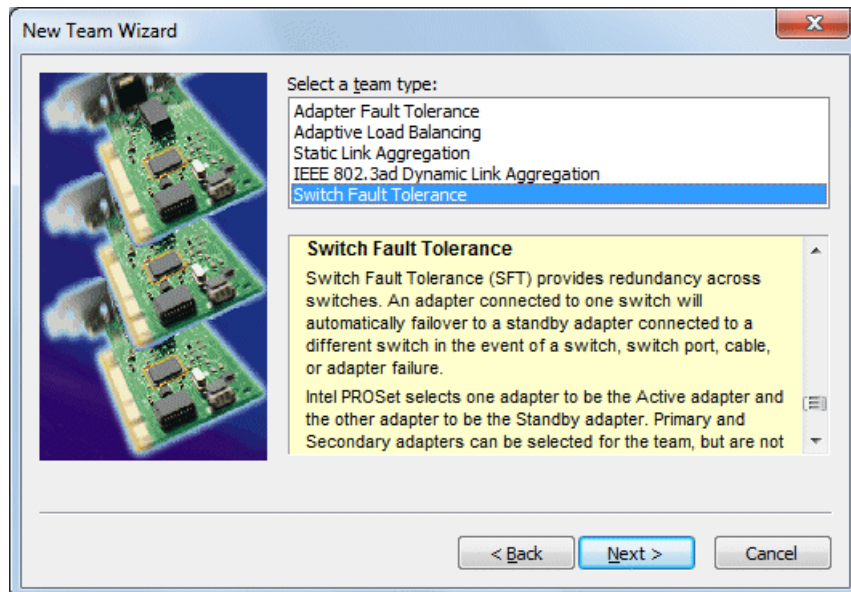 New Team Wizard
Select a team type:
Adapter Fault Tolerance
Adaptive Load Balancing
Static Link Aggregation
IEEE 802.3ad Dynamic Link Aggregation
Switch Fault Tolerance
Switch Fault Tolerance
Switch Fault Tolerance (SFT) provides redundancy across
switches. An adapter connected to one switch will
automatically failover to a standby adapter connected to a
different switch in the event of a switch, switch port, cable,
or adapter failure.
Intel PROSet selects one adapter to be the Active adapter and
the other adapter to be the Standby adapter. Primary and
Secondary adapters can be selected for the team, but are not
< Back
Next >
Cancel